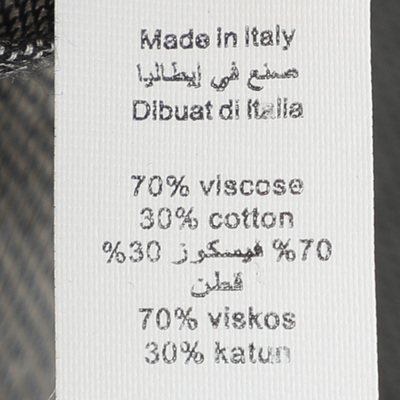 Made in Italy
صنع في إيطاليا
Dibuat di Italia
70% viscose
30% cotton
%70 فيسكوز 30%
قطن
70% viskos
30% katun